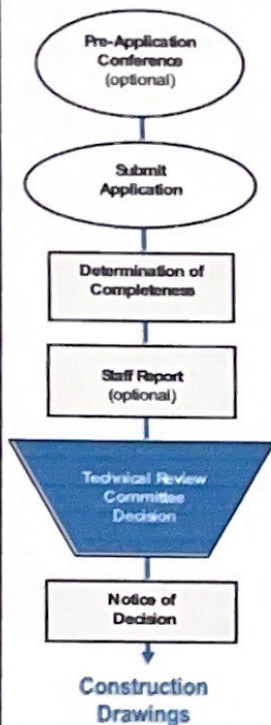 Pre-Application
Conference
(optional)
Submit
Application
Determination of
Completeness
Staff Report
(optional)
Technical Review
Committee
Decision
Notice of
Decision
Construction
Drawings